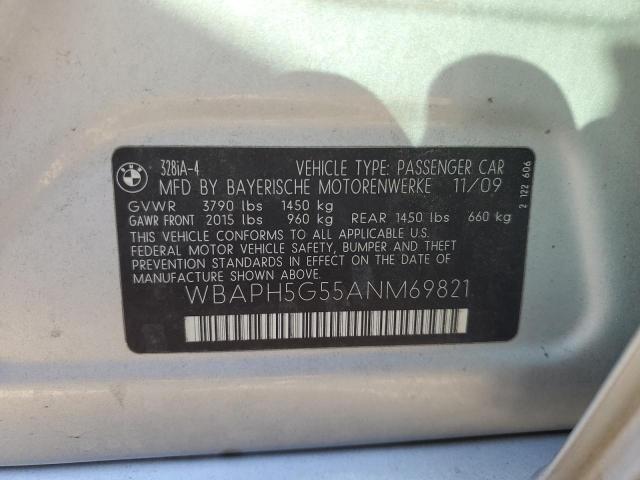 BMW
328iA-4 VEHICLE TYPE: PASSENGER CAR
MFD BY BAYERISCHE MOTORENWERKE 11/09
GVWR 3790 lbs 1450 kg
GAWR FRONT 2015 lbs 960 kg REAR 1450 lbs 660 kg
THIS VEHICLE CONFORMS TO ALL APPLICABLE U.S.
FEDERAL MOTOR VEHICLE SAFETY, BUMPER AND THEFT
PREVENTION STANDARDS IN EFFECT ON THE DATE OF
MANUFACTURE SHOWN ABOVE.
WBAPH5G55ANM69821
2 122 606